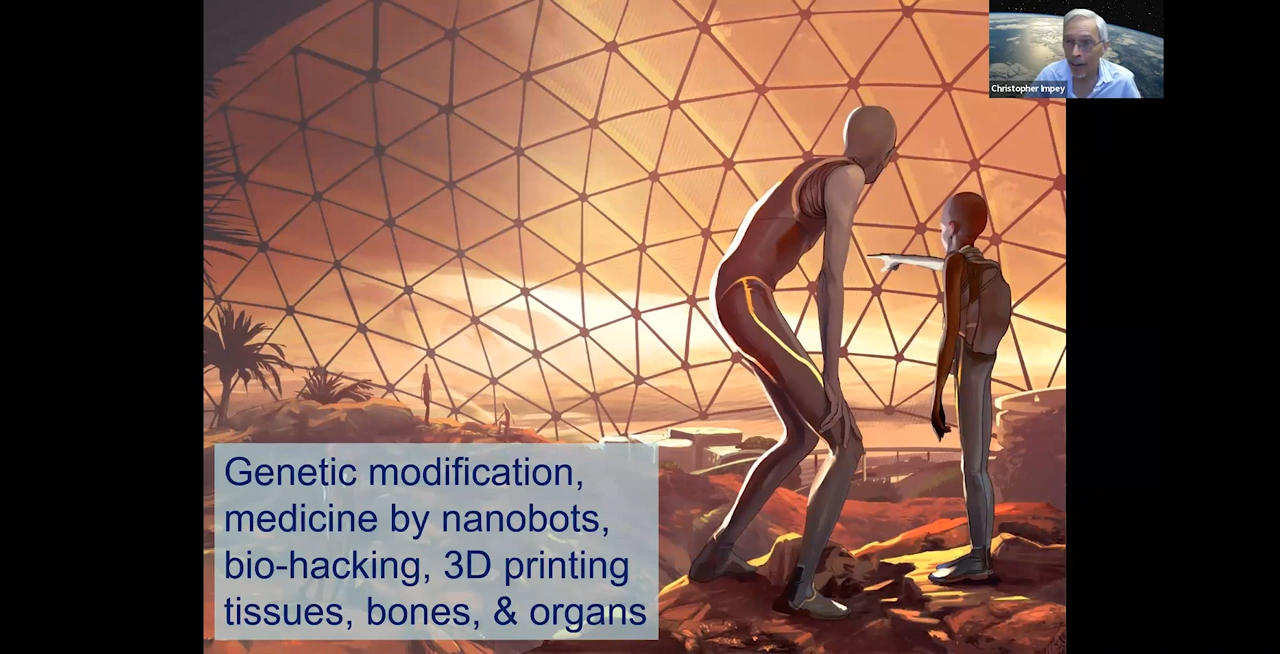 Christopher Impey
Genetic modification,
medicine by nanobots,
bio-hacking, 3D printing
tissues, bones, & organs